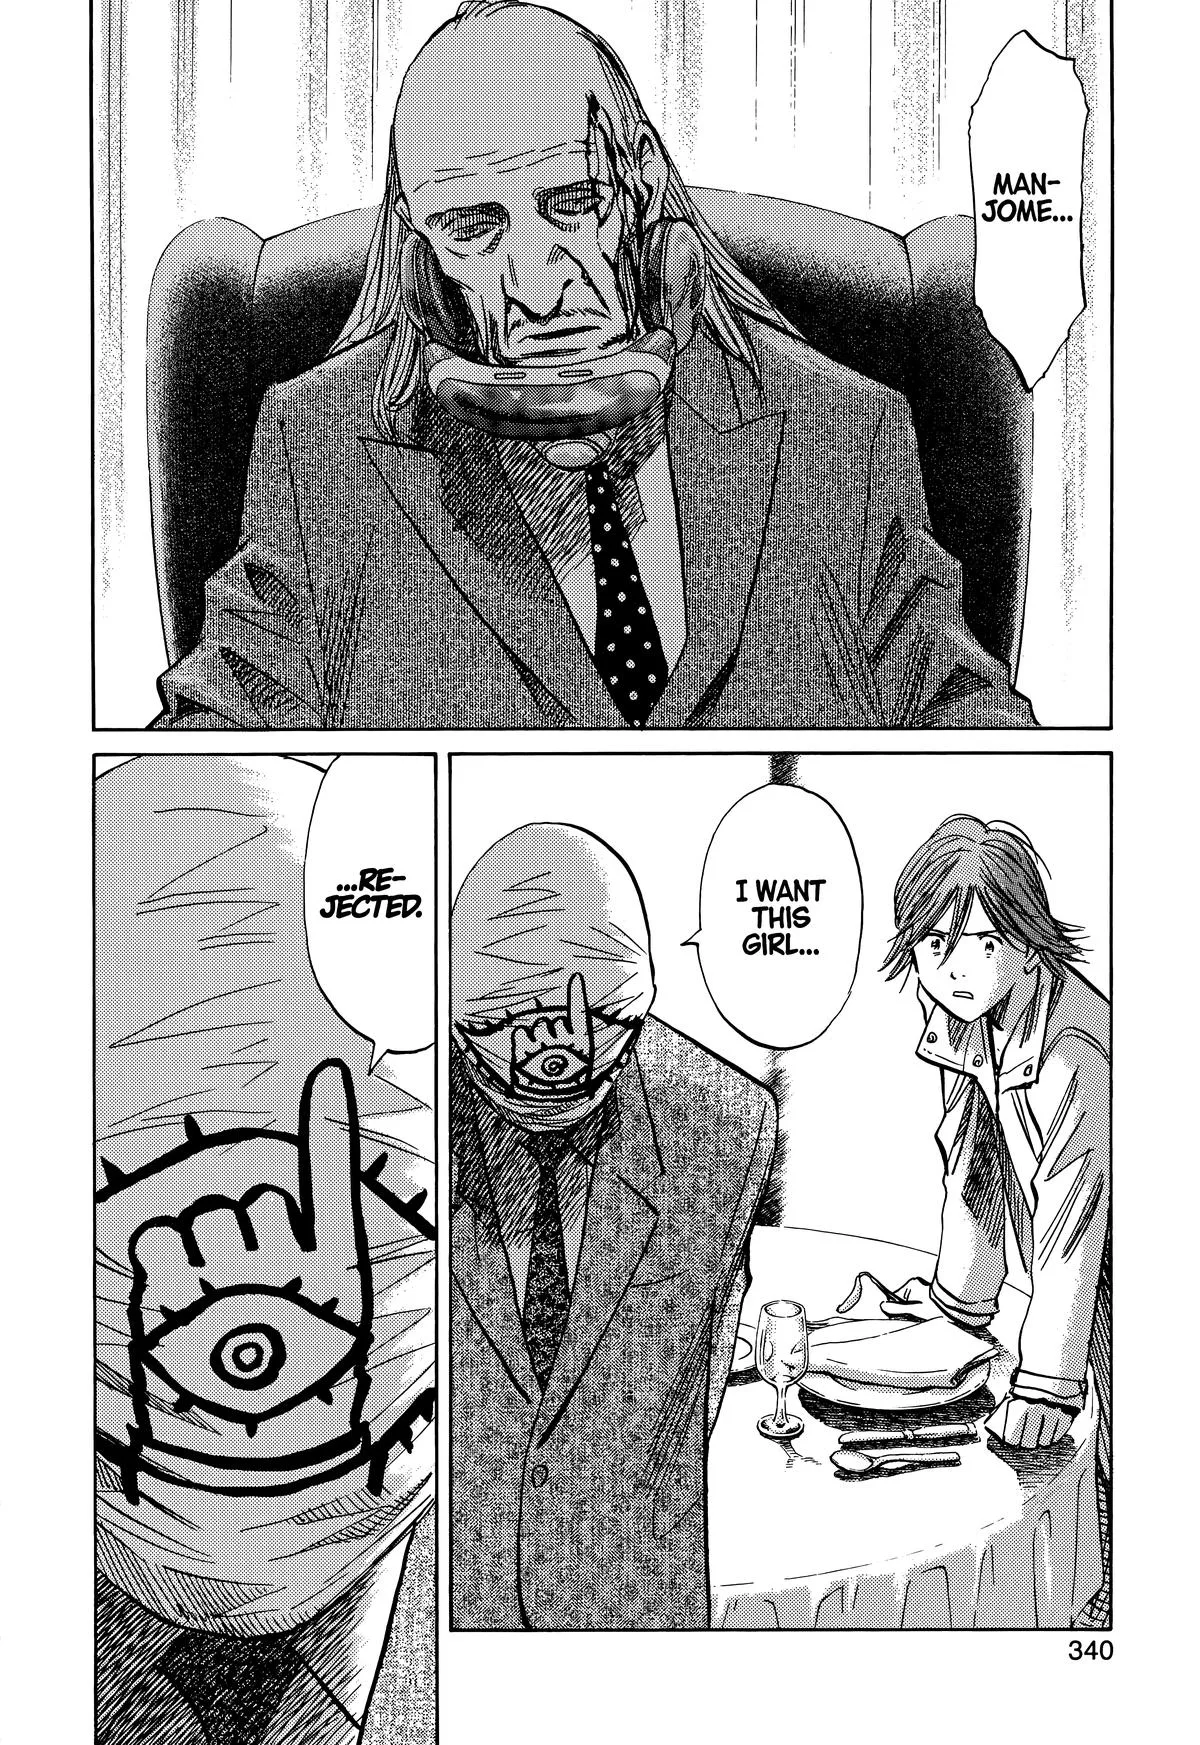 MAN-
JOME...
I WANT
THIS
GIRL...
...RE-
JECTED.
340